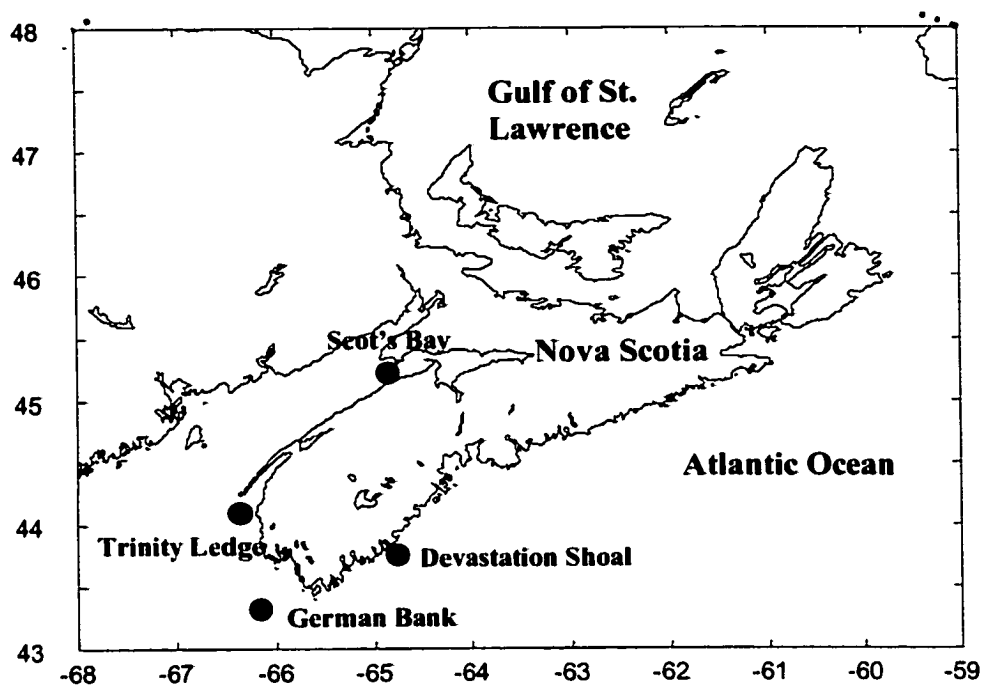 48
Gulf of St.
Lawrence
47
46
Scot's Bay
Nova Scotia
45
Atlantic Ocean
44
Trinity Ledge
Devastation Shoal
German Bank
43
-68 -67 -66 -65 -64 -63 -62 -61 -60 -59